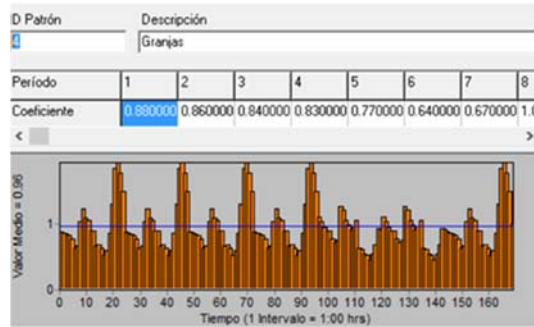 ID Patrón Descripción
4 Granjas
Período 1 2 3 4 5 6 7 8
Coeficiente 0.880000 0.860000 0.840000 0.830000 0.770000 0.640000 0.670000 1.0
< >
Valor Medio = 0.96
1
0
0 10 20 30 40 50 60 70 80 90 100 110 120 130 140 150 160
Tiempo (1 Intervalo = 1:00 hrs)